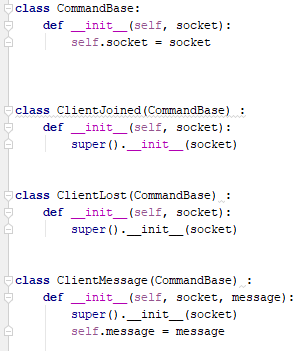 class CommandBase:
    def __init__(self, socket):
        self.socket = socket
class ClientJoined(CommandBase) :
    def __init__(self, socket):
        super().__init__(socket)
class ClientLost(CommandBase) :
    def __init__(self, socket):
        super().__init__(socket)
class ClientMessage(CommandBase) :
    def __init__(self, socket, message):
        super().__init__(socket)
        self.message = message